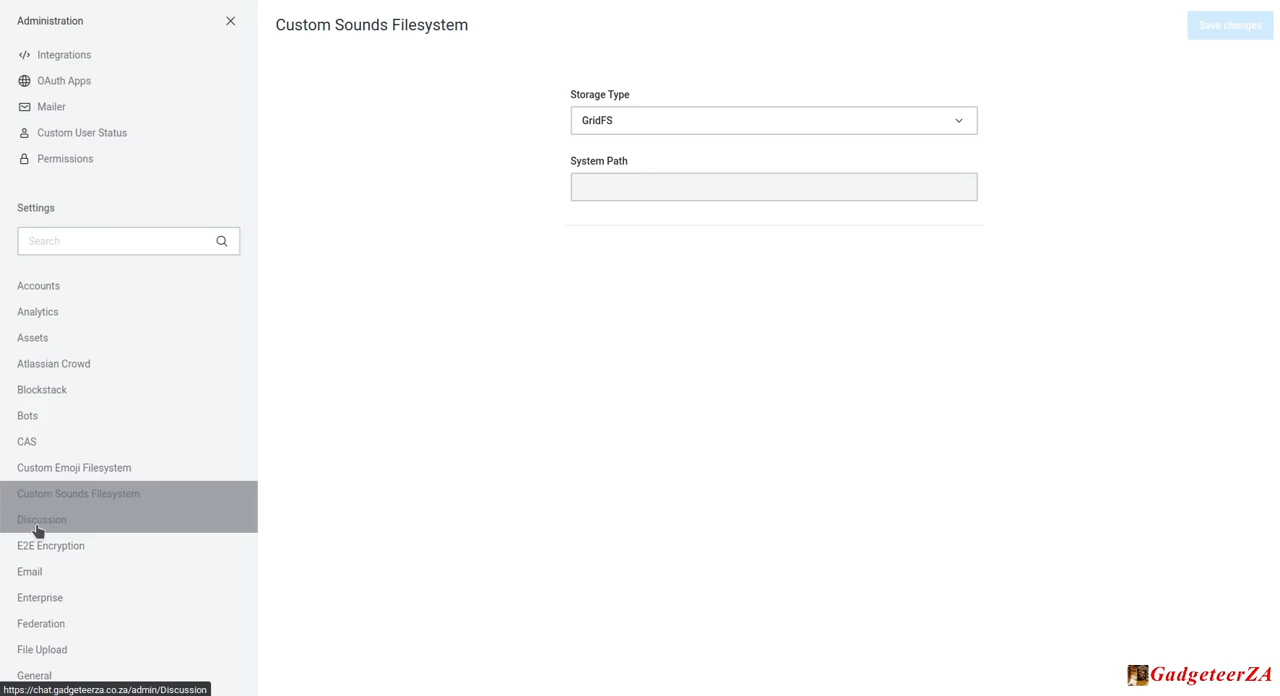 Administration
Integrations
OAuth Apps
Mailer
Custom User Status
Permissions
Settings
Search
Accounts
Analytics
Assets
Atlassian Crowd
Blockstack
Bots
CAS
Custom Emoji Filesystem
Custom Sounds Filesystem
Discussion
E2E Encryption
Email
Enterprise
Federation
File Upload
General
https://chat.gadgeteerza.co.za/admin/Discussion
Custom Sounds Filesystem
Save changes
Storage Type
GridFS
System Path
GadgeteerZA